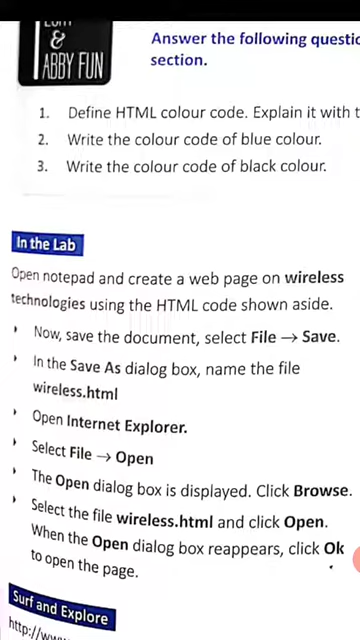 &
ABBY FUN
Answer the following
section.
1. Define HTML colour code. Explain it with
2. Write the colour code of blue colour.
3. Write the colour code of black colour.
In the Lab
Open notepad and create a web page on wireless
technologies using the HTML code shown aside.
Now, save the document, select File → Save.
In the Save As dialog box, name the file
wireless.html
Open Internet Explorer.
Select File → Open
The Open dialog box is displayed. Click Browse.
Select the file wireless.html and click Open.
When the Open dialog box reappears, click Ok
to open the page.
Surf and Explore